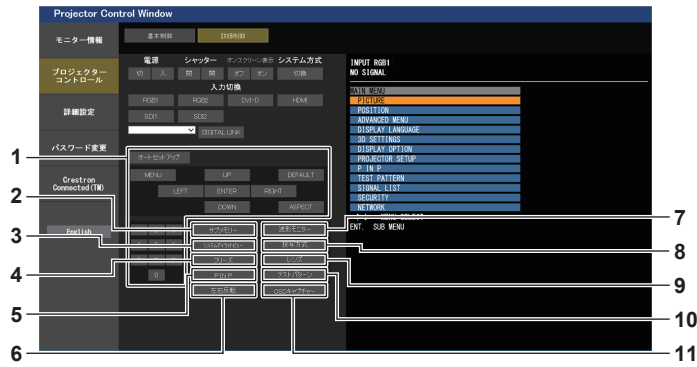 Projector Control Window
モニター情報
基本制御
詳細制御
電源 シャッター オンスクリーン表示 システム方式
切 入 閉 開 オフ オン 切換
入力切換
RGB1 RGB2 DVI-D HDMI
SDI1 SDI2
DIGITAL LINK
プロジェクター
コントロール
詳細設定
パスワード変更
Crestron
Connected(TM)
English
オートセットアップ
MENU UP DEFAULT
LEFT ENTER RIGHT
DOWN ASPECT
サブメモリー 波形モニター
システムデイライトビュー 投写方式
フリーズ レンズ
0 P IN P テストパターン
左右反転 OSDキャプチャー
INPUT RGB1
NO SIGNAL
MAIN MENU
PICTURE
POSITION
ADVANCED MENU
DISPLAY LANGUAGE
3D SETTINGS
DISPLAY OPTION
PROJECTOR SETUP
P IN P
TEST PATTERN
SIGNAL LIST
SECURITY
NETWORK
MENU SELECT
ENT. SUB MENU
1
2
3
4
5
6
7
8
9
10
11